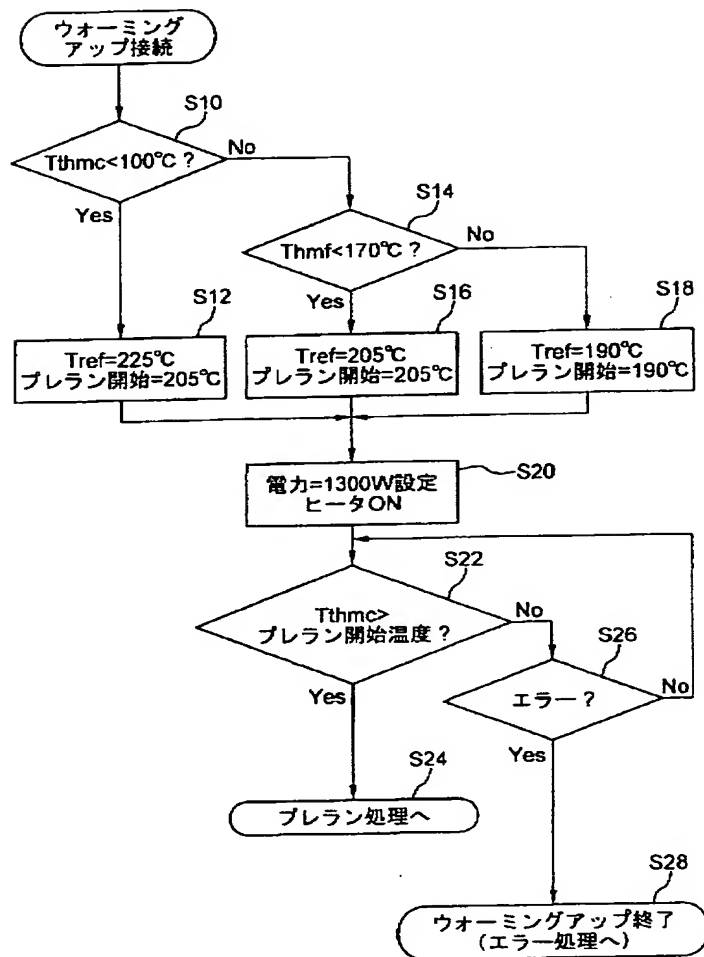 ウォーミング
アップ接続
S10
Tthmc<100℃?
No
Yes
S14
Thmf<170℃?
No
Yes
S12
Tref=225℃
プレラン開始=205℃
S16
Tref=205℃
プレラン開始=205℃
S18
Tref=190℃
プレラン開始=190℃
電力=1300W設定
ヒータON
S20
S22
Tthmc>
プレラン開始温度?
No
Yes
S26
エラー?
No
Yes
S24
プレラン処理へ
S28
ウォーミングアップ終了
(エラー処理へ)